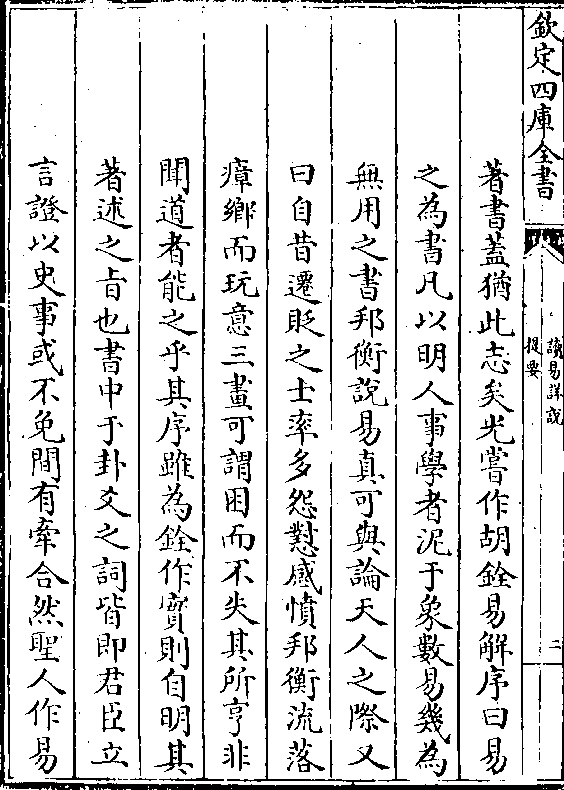 欽定四庫全書
讀易詳說
提要
二
著書蓋猶此志矣光嘗作胡銓易解序曰易
之為書凡以明人事學者泥于象數易幾為
無用之書邦衡說易真可與論天人之際又
曰自昔遷貶之士率多怨懟感憤邦衡流落
瘴鄉而玩意三畫可謂困而不失其所亨非
聞道者能之乎其序雖為銓作實則自明其
著述之旨也書中于卦爻之詞皆即君臣立
言證以史事或不免間有牽合然聖人作易